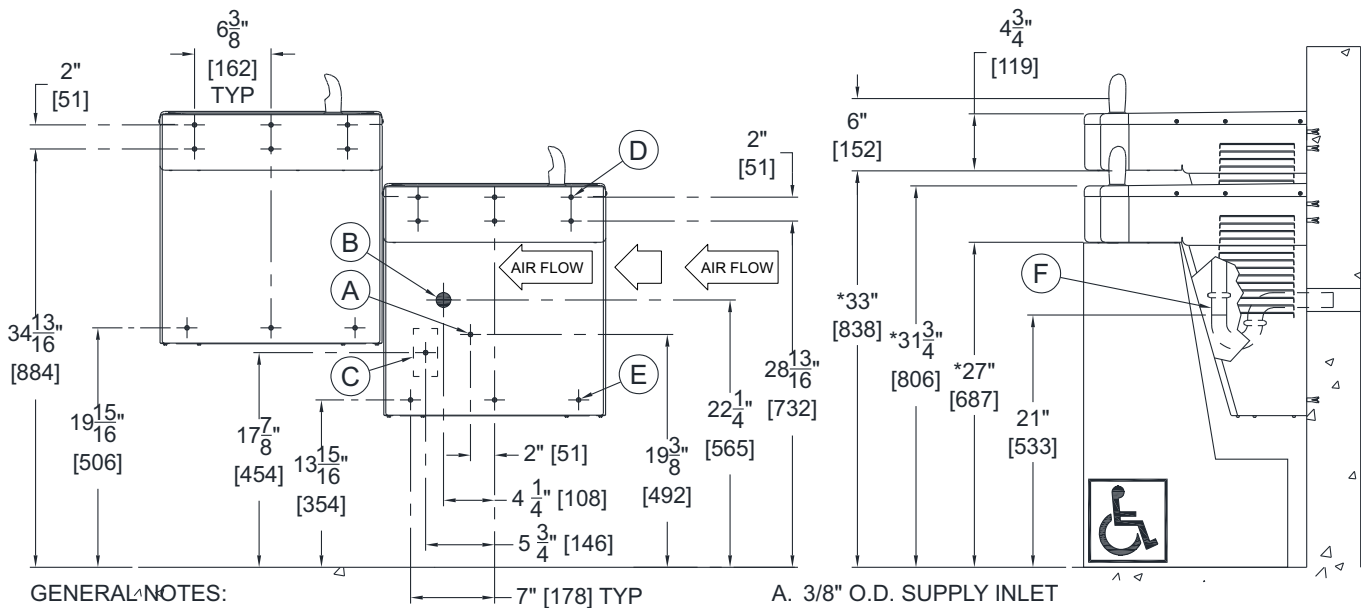 6 3/8"
[162]
TYP
2"
[51]
34 13/16"
[884]
19 15/16"
[506]
17 7/8"
[454]
13 15/16"
[354]
B
A
C
D
E
2"
[51]
AIR FLOW
AIR FLOW
2" [51]
4 1/4" [108]
5 3/4" [146]
7" [178] TYP
19 3/8"
[492]
22 1/4"
[565]
28 13/16"
[732]
4 3/4"
[119]
6"
[152]
*33"
[838]
*31 3/4"
[806]
*27"
[687]
F
21"
[533]
GENERAL NOTES:
A. 3/8" O.D. SUPPLY INLET